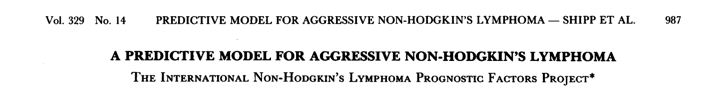 Vol. 329 No. 14 PREDICTIVE MODEL FOR AGGRESSIVE NON-HODGKIN'S LYMPHOMA — SHIPP ET AL. 987
A PREDICTIVE MODEL FOR AGGRESSIVE NON-HODGKIN'S LYMPHOMA
THE INTERNATIONAL NON-HODGKIN'S LYMPHOMA PROGNOSTIC FACTORS PROJECT*